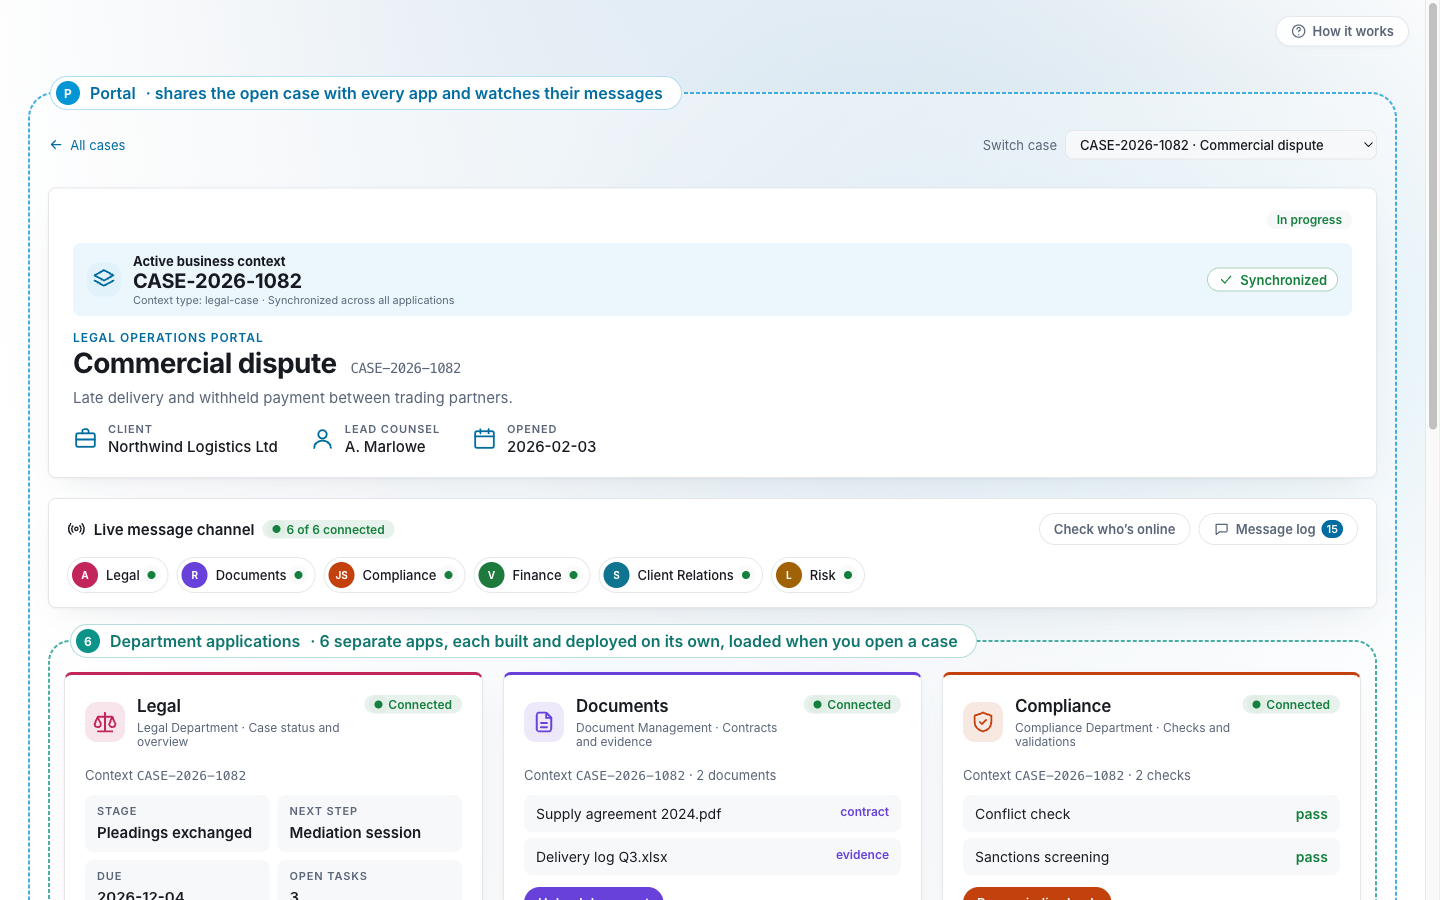 How it works
P Portal · shares the open case with every app and watches their messages
← All cases
Switch case CASE-2026-1082 · Commercial dispute
In progress
Active business context
CASE-2026-1082
Context type: legal-case · Synchronized across all applications
Synchronized
LEGAL OPERATIONS PORTAL
Commercial dispute CASE-2026-1082
Late delivery and withheld payment between trading partners.
CLIENT
Northwind Logistics Ltd
LEAD COUNSEL
A. Marlowe
OPENED
2026-02-03
Live message channel 6 of 6 connected
Check who's online
Message log 15
A Legal
R Documents
JS Compliance
V Finance
S Client Relations
L Risk
6 Department applications · 6 separate apps, each built and deployed on its own, loaded when you open a case
Legal
Connected
Legal Department · Case status and
overview
Context CASE-2026-1082
STAGE
Pleadings exchanged
NEXT STEP
Mediation session
DUE
2026-12-04
OPEN TASKS
3
Documents
Connected
Document Management · Contracts
and evidence
Context CASE-2026-1082 · 2 documents
Supply agreement 2024.pdf contract
Delivery log Q3.xlsx evidence
Compliance
Connected
Compliance Department · Checks and
validations
Context CASE-2026-1082 · 2 checks
Conflict check pass
Sanctions screening pass